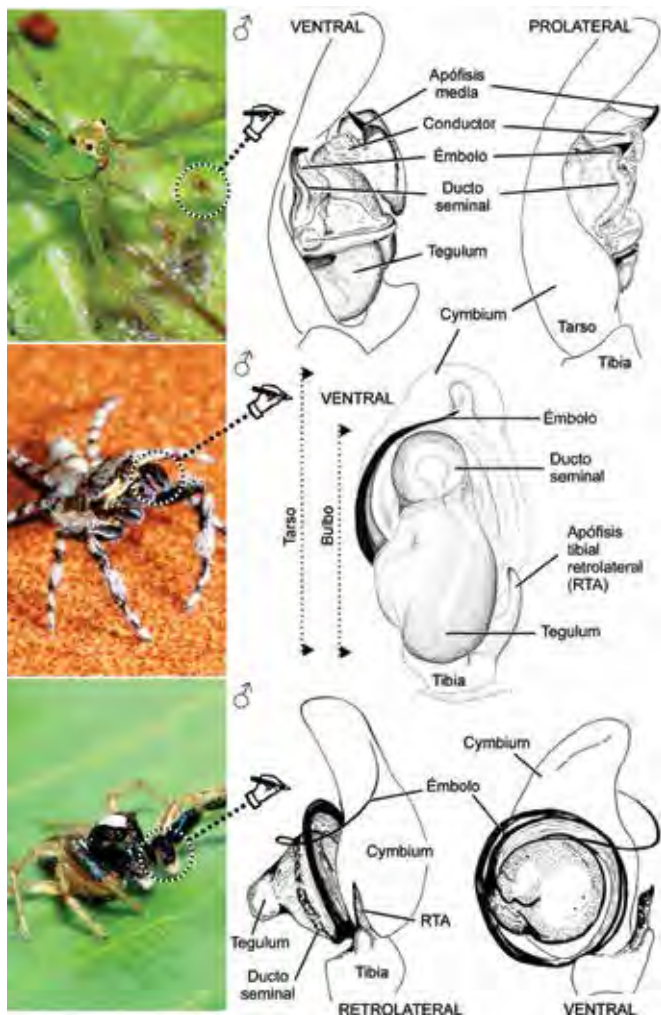 ♂
VENTRAL
PROLATERAL
Apófisis
media
Conductor
Émbolo
Ducto
seminal
Tegulum
Cymbium
Tarso
Tibia
♂
VENTRAL
Tarso
Bulbo
Émbolo
Ducto
seminal
Apófisis
tibial
retrolateral
(RTA)
Tegulum
Tibia
♂
Cymbium
Émbolo
Cymbium
RTA
Tegulum
Ducto
seminal
Tibia
RETROLATERAL
VENTRAL